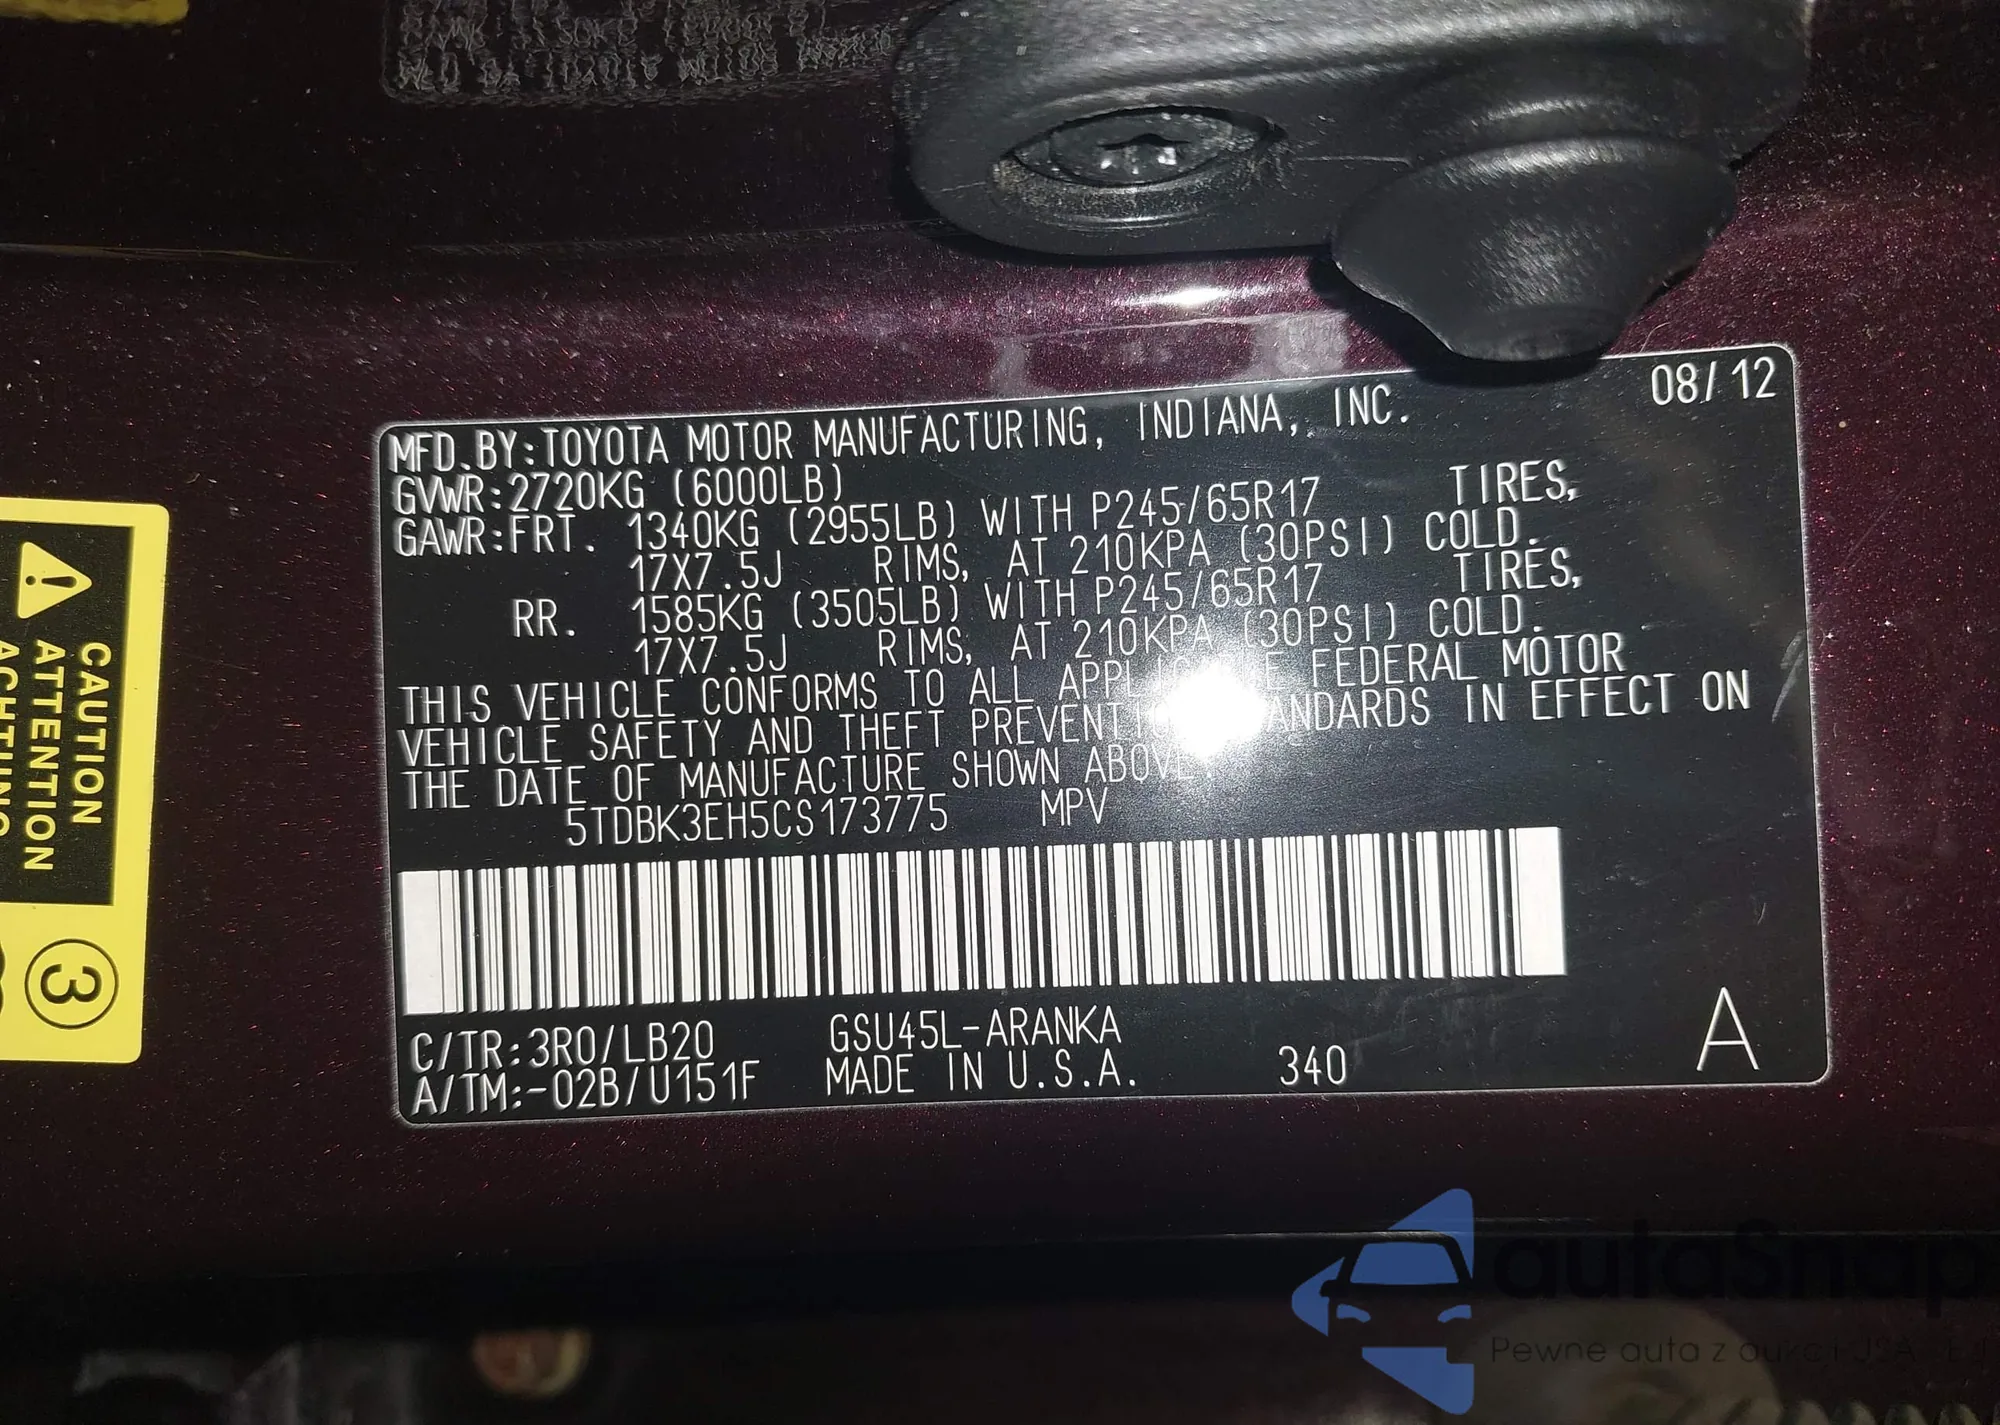 MFD.BY:TOYOTA MOTOR MANUFACTURING, INDIANA, INC. 08/12
GVWR:2720KG (6000LB)
GAWR:FRT. 1340KG (2955LB) WITH P245/65R17 TIRES,
17X7.5J RIMS, AT 210KPA (30PSI) COLD.
RR. 1585KG (3505LB) WITH P245/65R17 TIRES,
17X7.5J RIMS, AT 210KPA (30PSI) COLD.
THIS VEHICLE CONFORMS TO ALL FEDERAL MOTOR
VEHICLE SAFETY AND THEFT IN EFFECT ON
THE DATE OF MANUFACTURE SHOWN ABOVE.
5TDBK3EH5CS173775 MPV
C/TR:3R0/LB20 GSU45L-ARANKA
A/TM:-02B/U151F MADE IN U.S.A. 340 A
CAUTION
ATTENTION
3
autaSnap
Pewne auta z